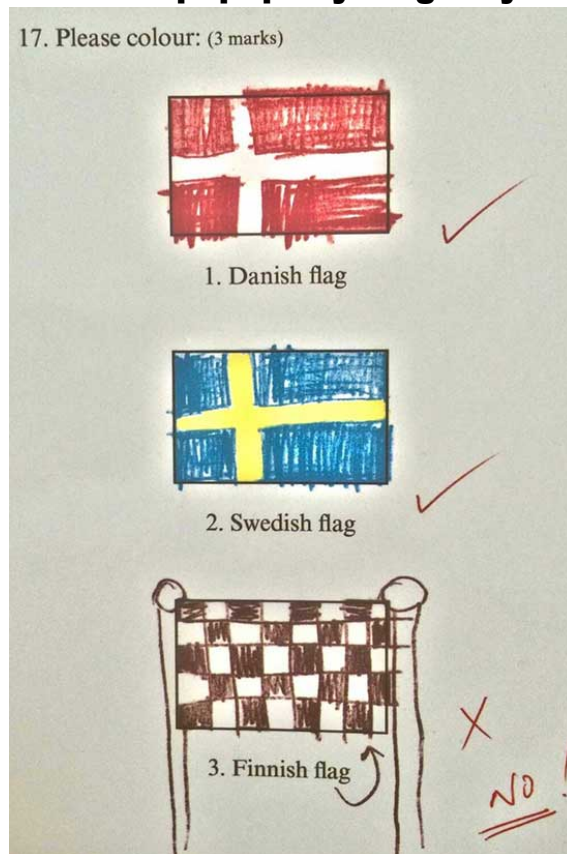 17. Please colour: (3 marks)
1. Danish flag
2. Swedish flag
3. Finnish flag
NO!